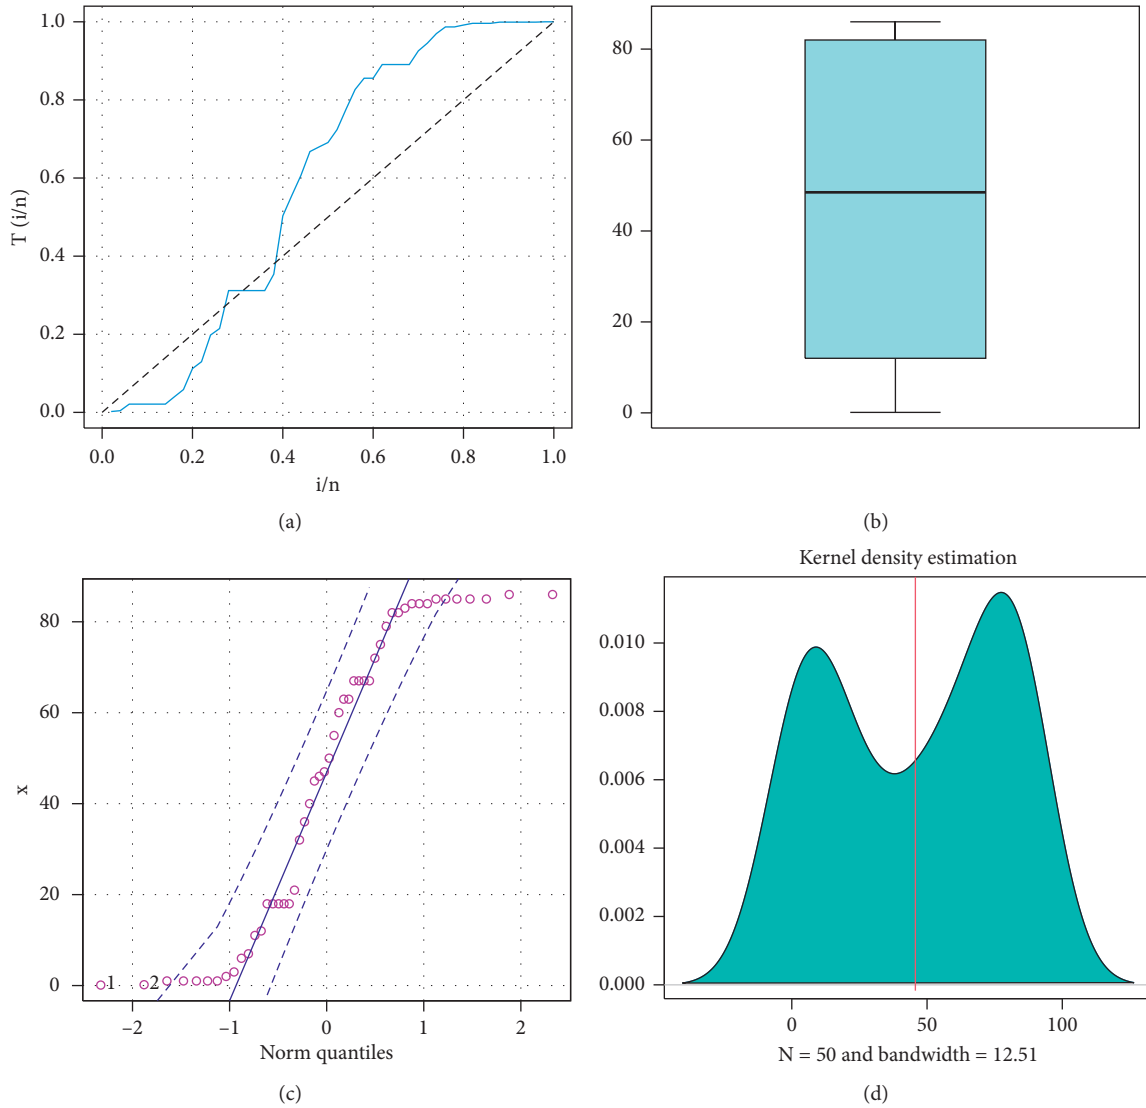 1.0
0.8
0.6
0.4
0.2
0.0
T (i/n)
0.0 0.2 0.4 0.6 0.8 1.0
i/n
(a)
80
60
40
20
0
(b)
80
60
40
20
0
x
1 2
−2 −1 0 1 2
Norm quantiles
(c)
Kernel density estimation
0.010
0.008
0.006
0.004
0.002
0.000
0 50 100
N = 50 and bandwidth = 12.51
(d)